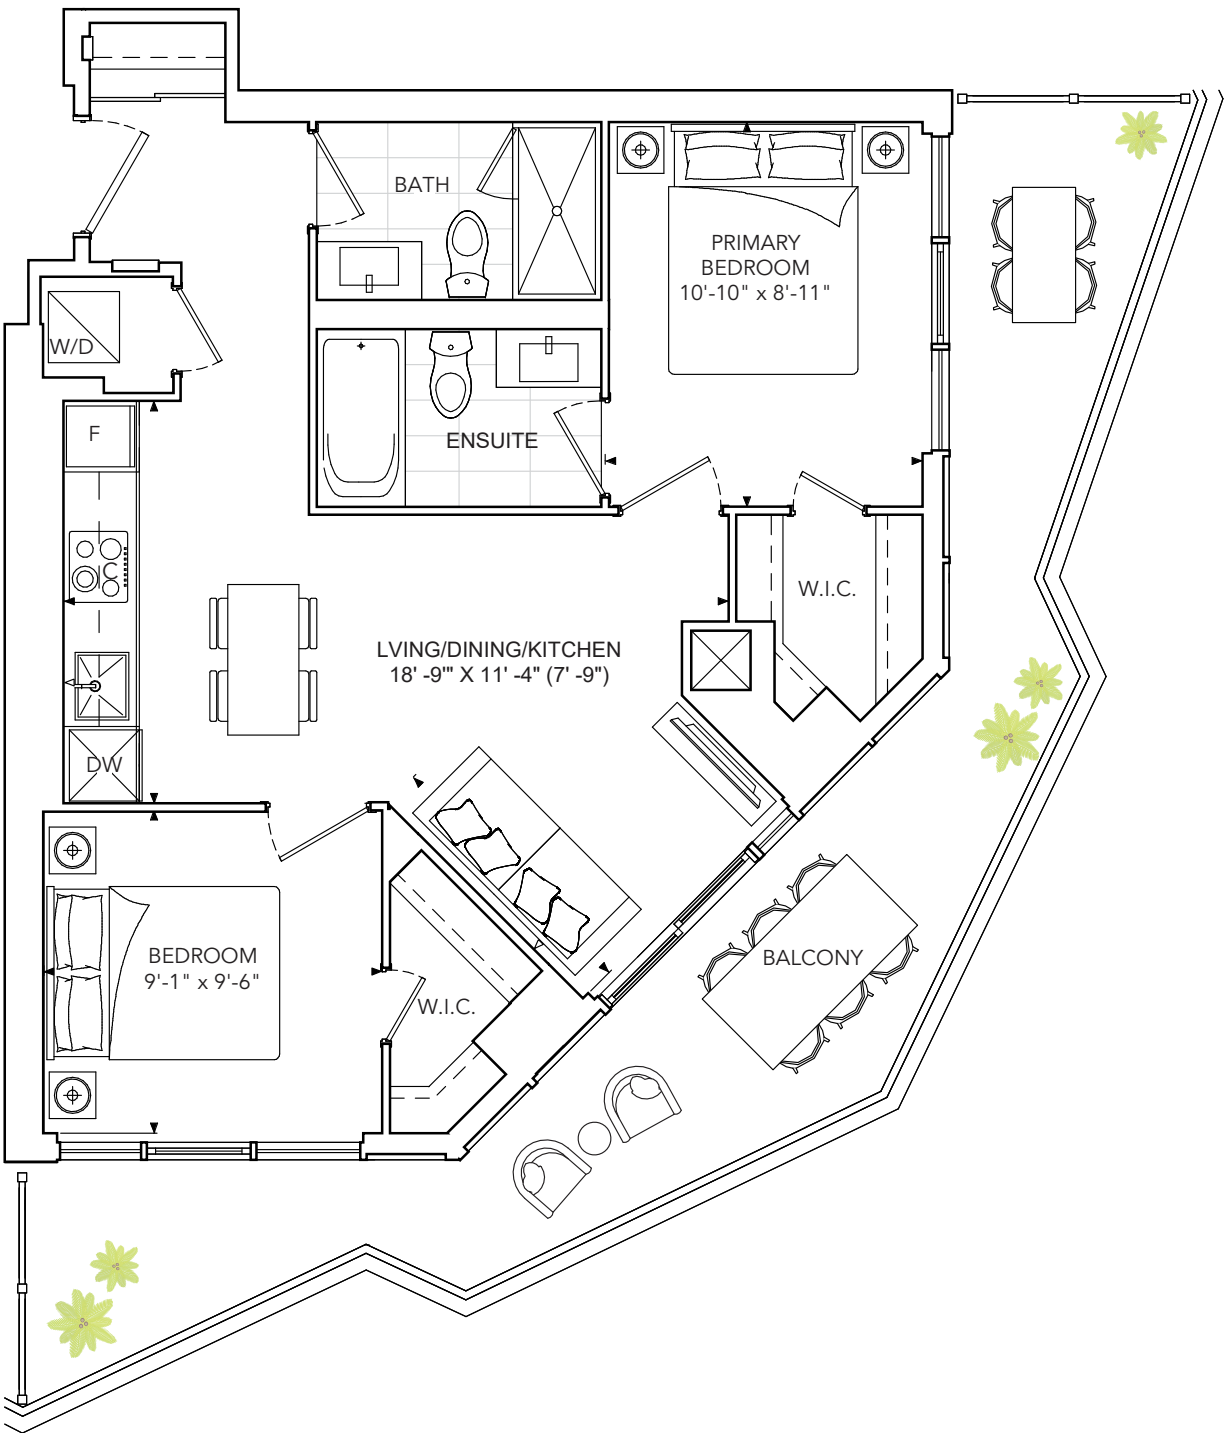 BATH
PRIMARY
BEDROOM
10'-10" x 8'-11"
W/D
F
ENSUITE
C
W.I.C.
LVING/DINING/KITCHEN
18' -9'" X 11' -4" (7' -9")
DW
BEDROOM
9'-1" x 9'-6"
W.I.C.
BALCONY